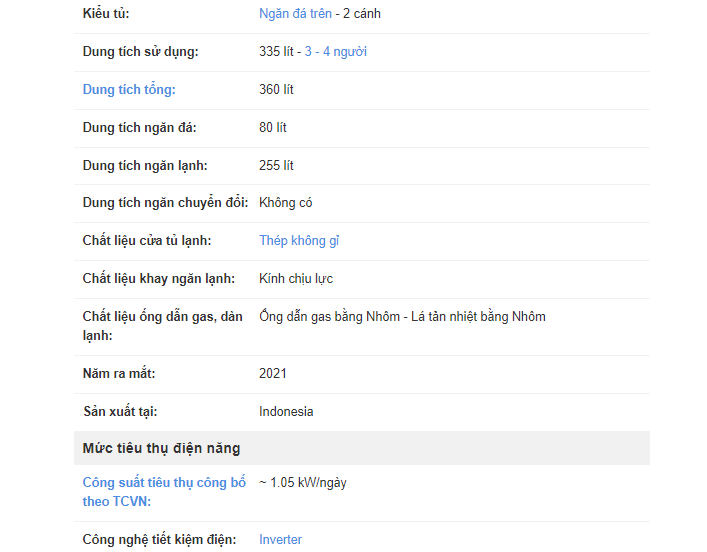 Kiểu tủ: Ngăn đá trên - 2 cánh
Dung tích sử dụng: 335 lít - 3 - 4 người
Dung tích tổng: 360 lít
Dung tích ngăn đá: 80 lít
Dung tích ngăn lạnh: 255 lít
Dung tích ngăn chuyển đổi: Không có
Chất liệu cửa tủ lạnh: Thép không gỉ
Chất liệu khay ngăn lạnh: Kính chịu lực
Chất liệu ống dẫn gas, dàn Ống dẫn gas bằng Nhôm - Lá tản nhiệt bằng Nhôm
lạnh:
Năm ra mắt: 2021
Sản xuất tại: Indonesia
Mức tiêu thụ điện năng
Công suất tiêu thụ công bố ~ 1.05 kW/ngày
theo TCVN:
Công nghệ tiết kiệm điện: Inverter